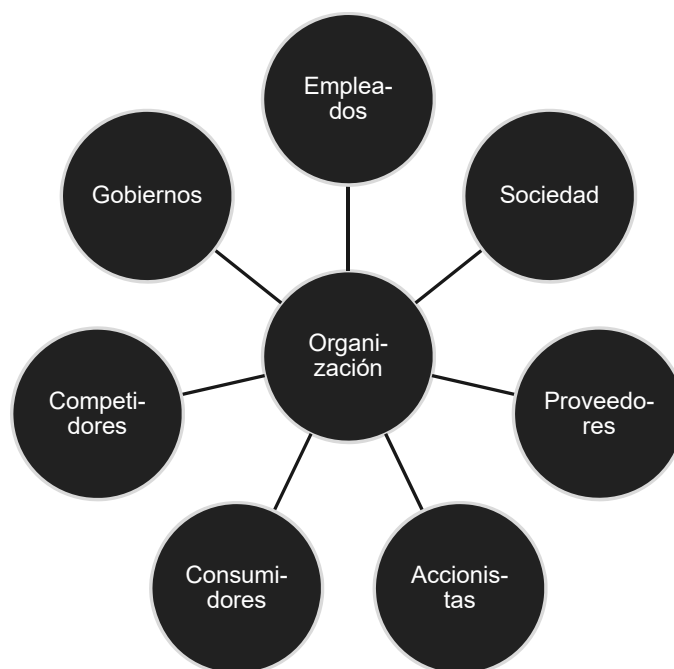 Emplea-
dos
Gobiernos
Sociedad
Organi-
zación
Competi-
dores
Proveedo-
res
Consumi-
dores
Accionis-
tas